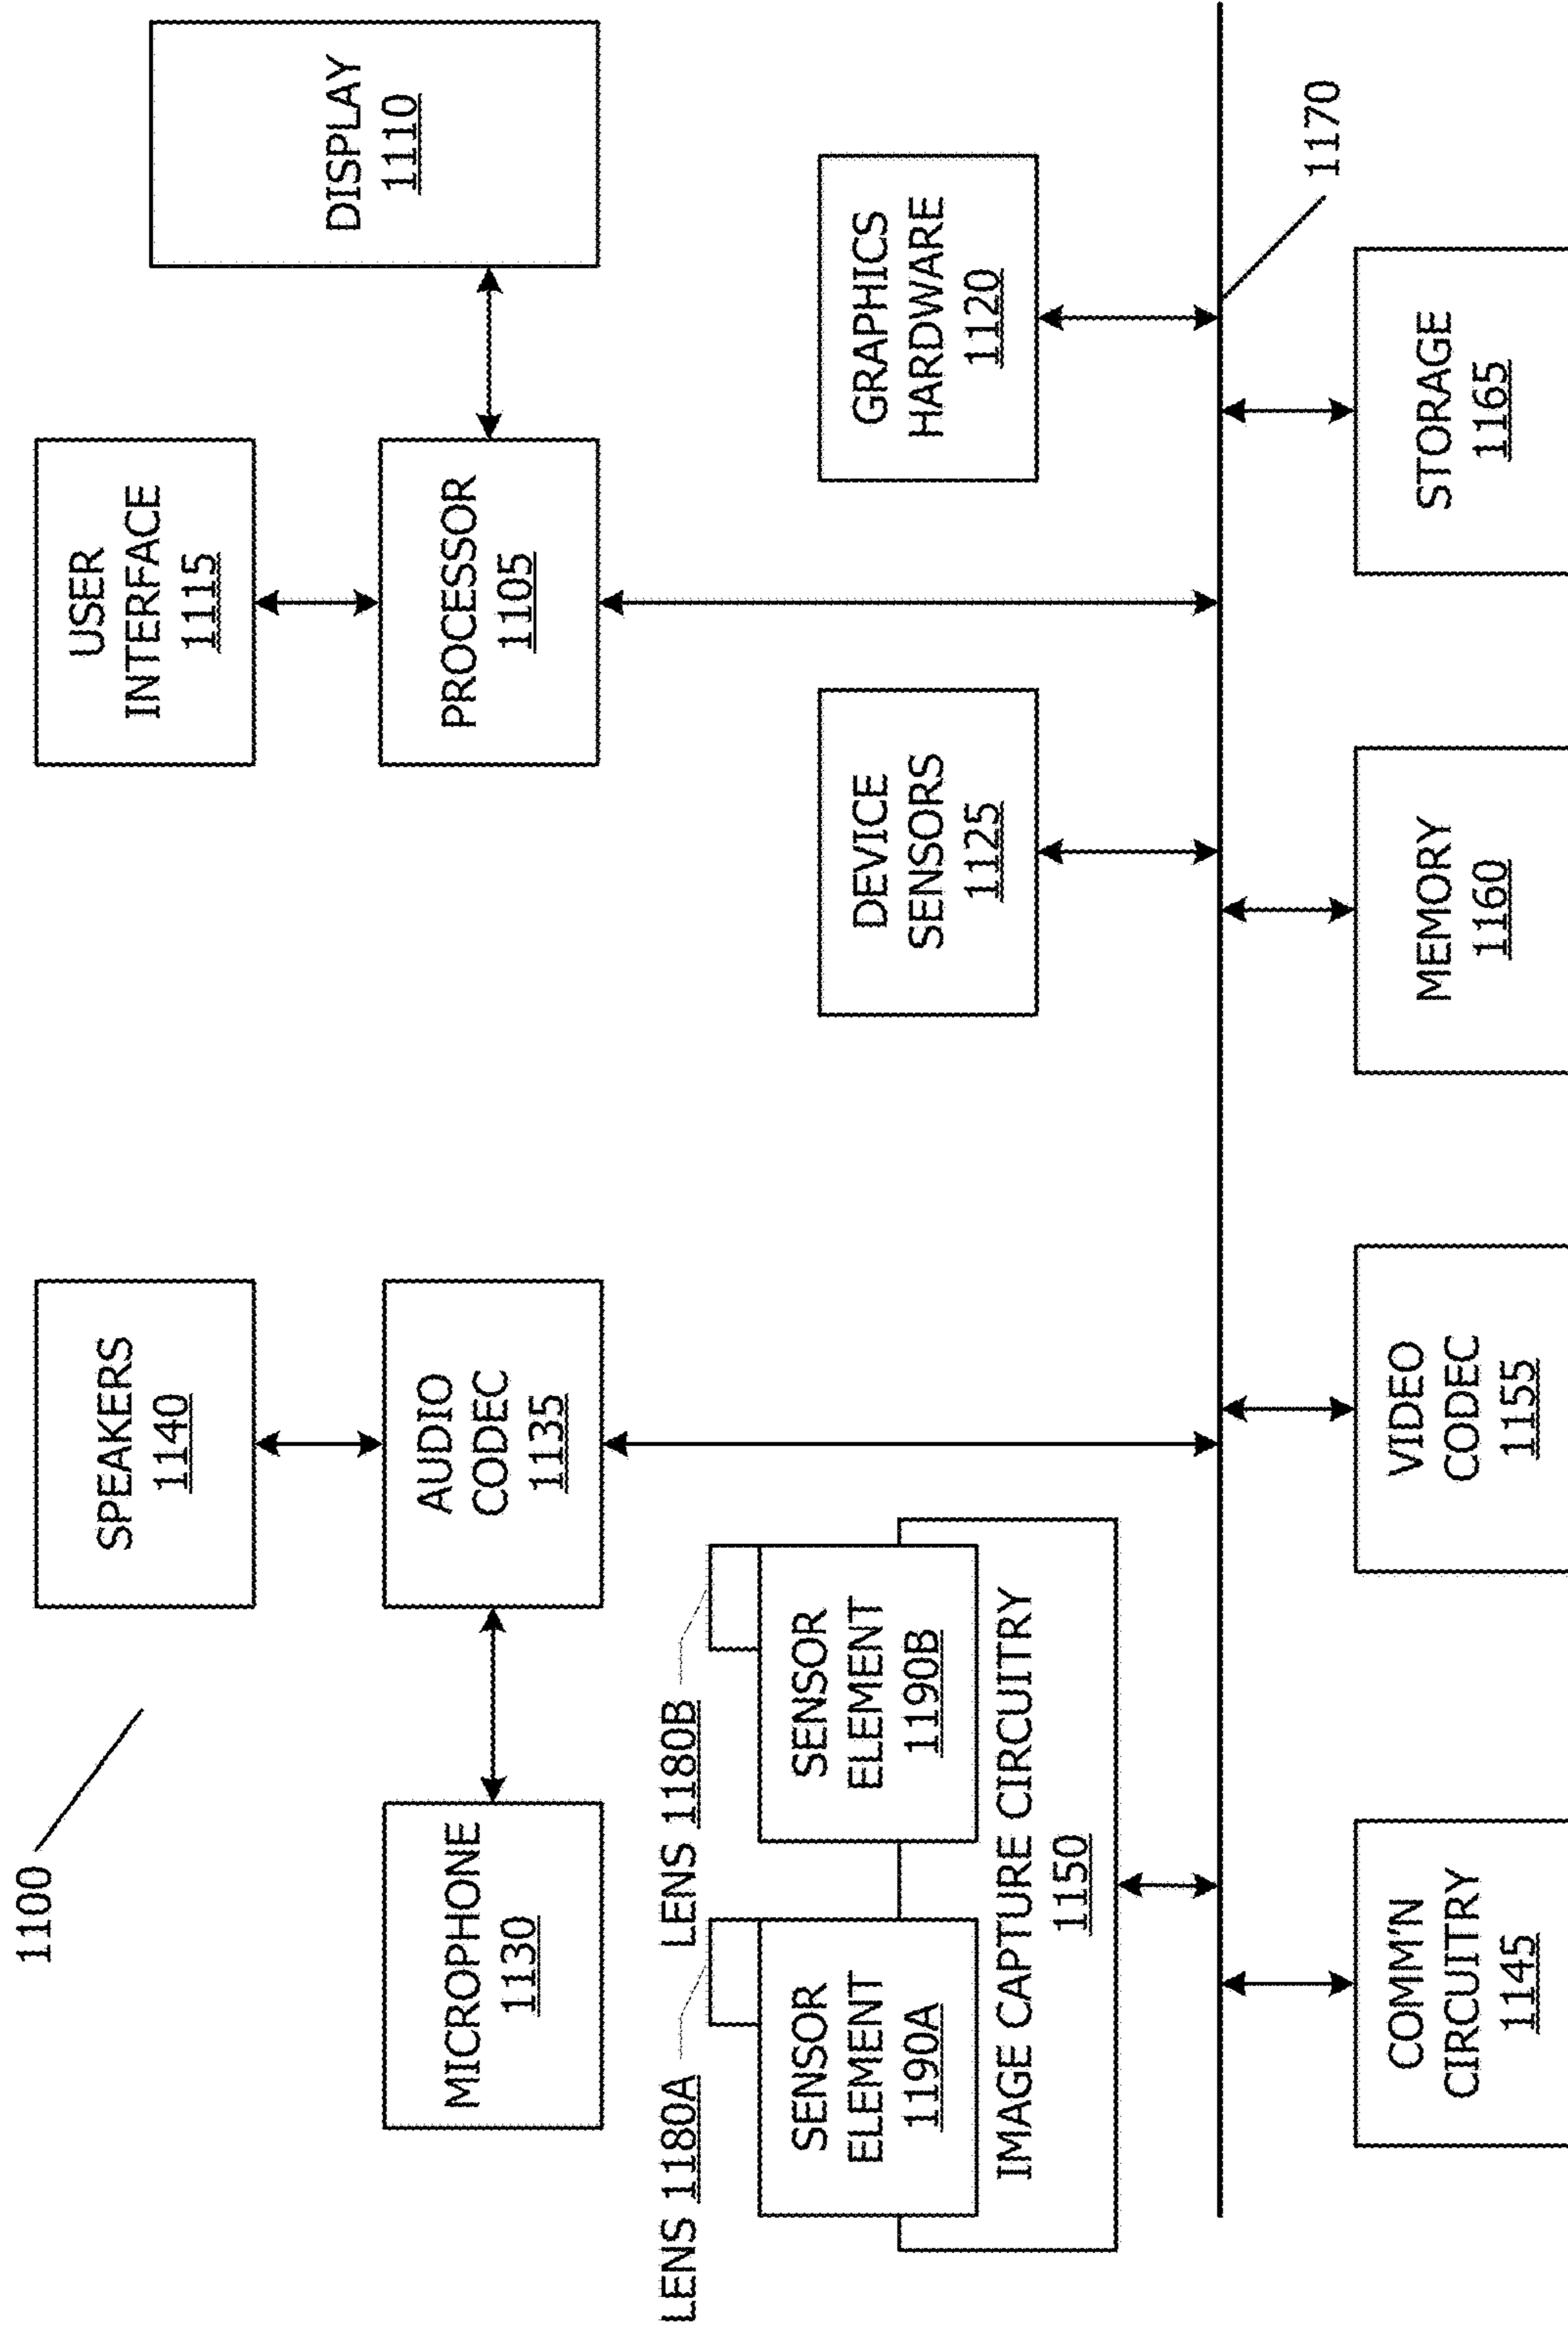 1100
SPEAKERS
1140
USER
INTERFACE
1115
DISPLAY
1110
MICROPHONE
1130
AUDIO
CODEC
1135
PROCESSOR
1105
LENS 1180A
LENS 1180B
SENSOR
ELEMENT
1190A
SENSOR
ELEMENT
1190B
IMAGE CAPTURE CIRCUITRY
1150
DEVICE
SENSORS
1125
GRAPHICS
HARDWARE
1120
1170
COMM'N
CIRCUITRY
1145
VIDEO
CODEC
1155
MEMORY
1160
STORAGE
1165